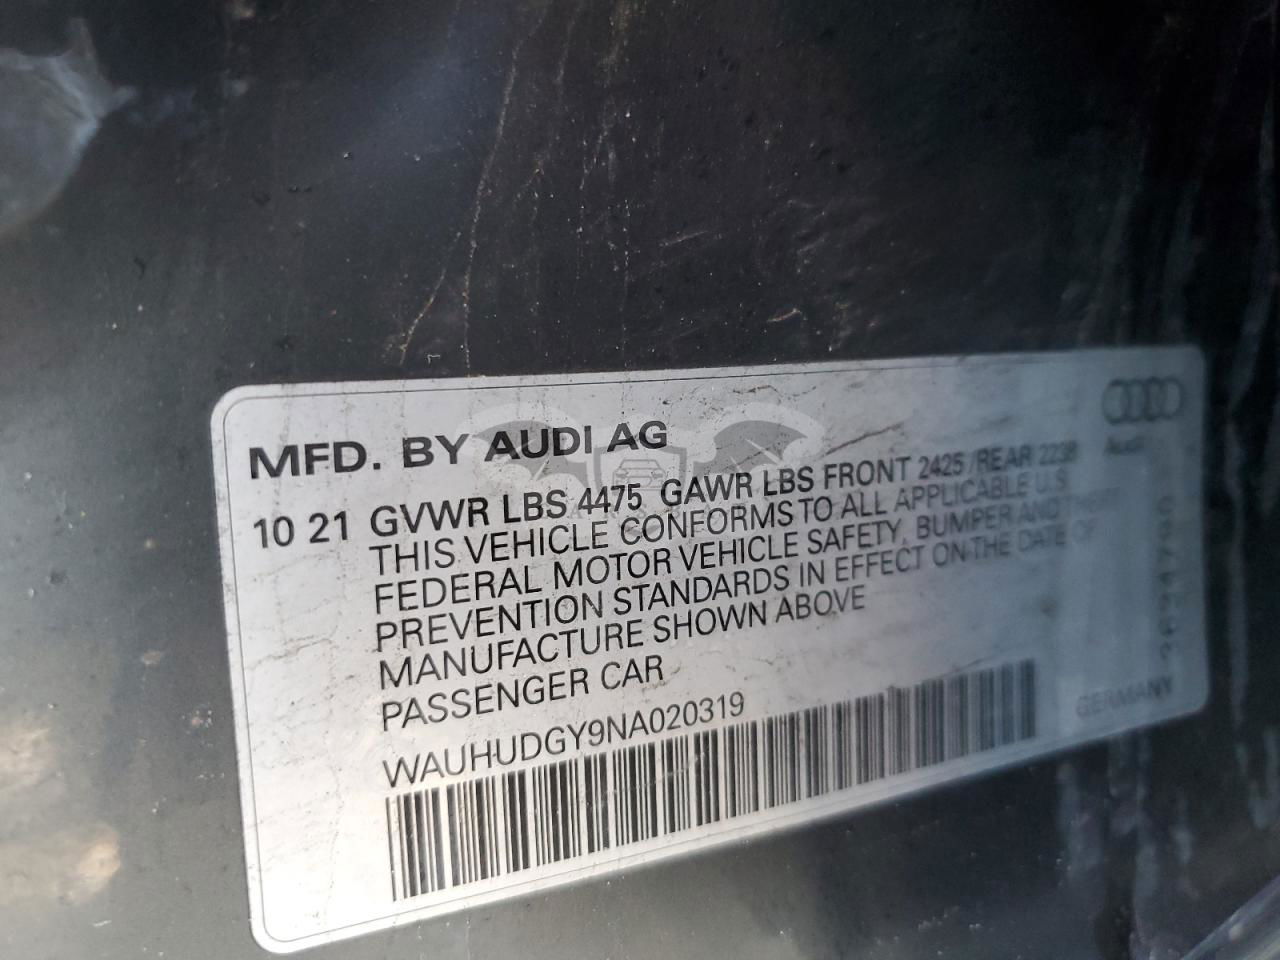 MFD. BY AUDI AG
Audi
10 21 GVWR LBS 4475 GAWR LBS FRONT 2425 /REAR 2238
THIS VEHICLE CONFORMS TO ALL APPLICABLE U.S
FEDERAL MOTOR VEHICLE SAFETY, BUMPER AND THEFT
PREVENTION STANDARDS IN EFFECT ON THE DATE OF
MANUFACTURE SHOWN ABOVE
PASSENGER CAR
WAUHUDGY9NA020319
GERMANY